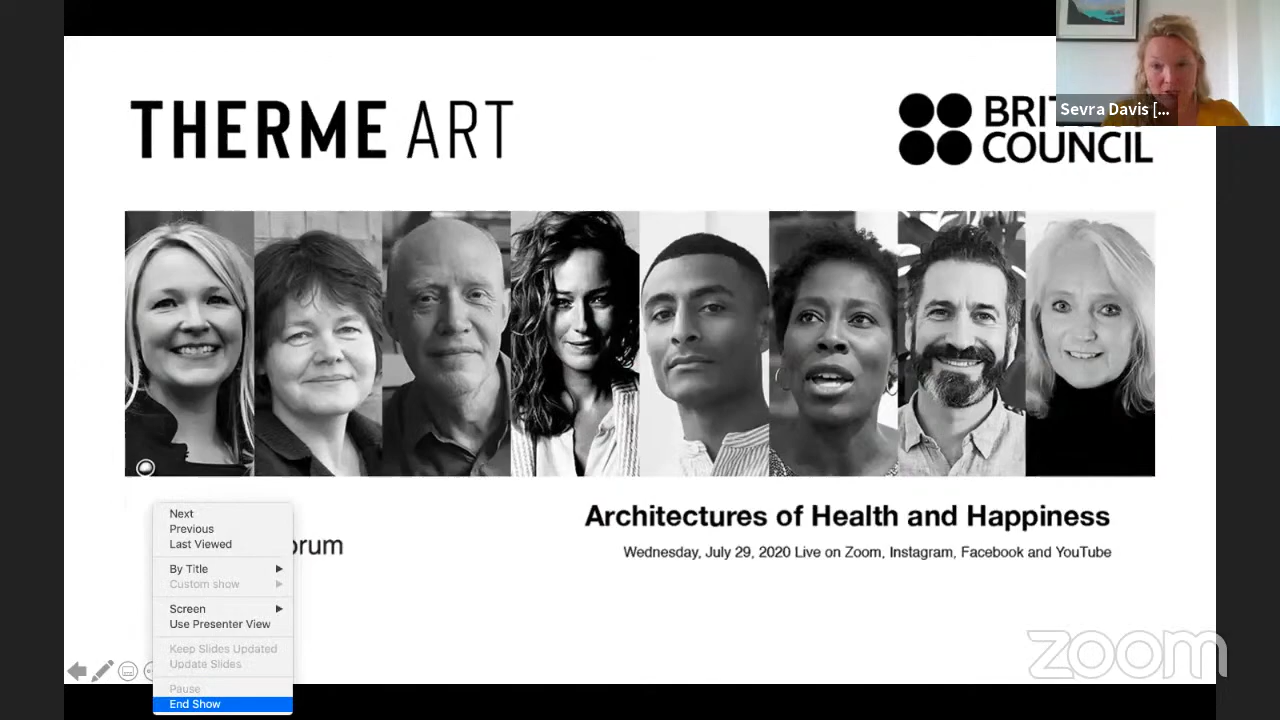 THERME ART
BRIT
COUNCIL
Sevra Davis [...
Architectures of Health and Happiness
Wednesday, July 29, 2020 Live on Zoom, Instagram, Facebook and YouTube
orum
Next
Previous
Last Viewed
By Title
Custom show
Screen
Use Presenter View
Keep Slides Updated
Update Slides
Pause
End Show
zoom